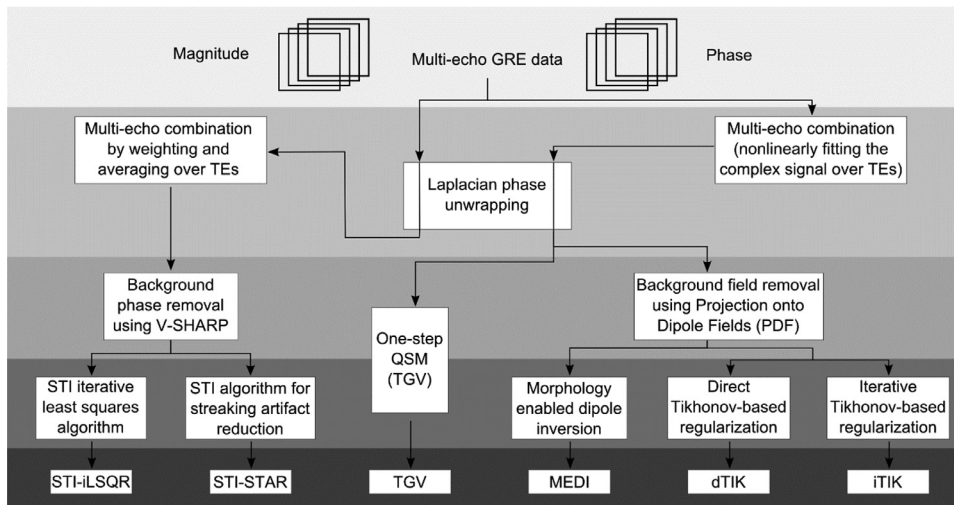 Magnitude
Multi-echo GRE data
Phase
Multi-echo combination
by weighting and
averaging over TEs
Laplacian phase
unwrapping
Multi-echo combination
(nonlinearly fitting the
complex signal over TEs)
Background
phase removal
using V-SHARP
One-step
QSM
(TGV)
Background field removal
using Projection onto
Dipole Fields (PDF)
STI iterative
least squares
algorithm
STI algorithm for
streaking artifact
reduction
Morphology
enabled dipole
inversion
Direct
Tikhonov-based
regularization
Iterative
Tikhonov-based
regularization
STI-iLSQR
STI-STAR
TGV
MEDI
dTIK
iTIK